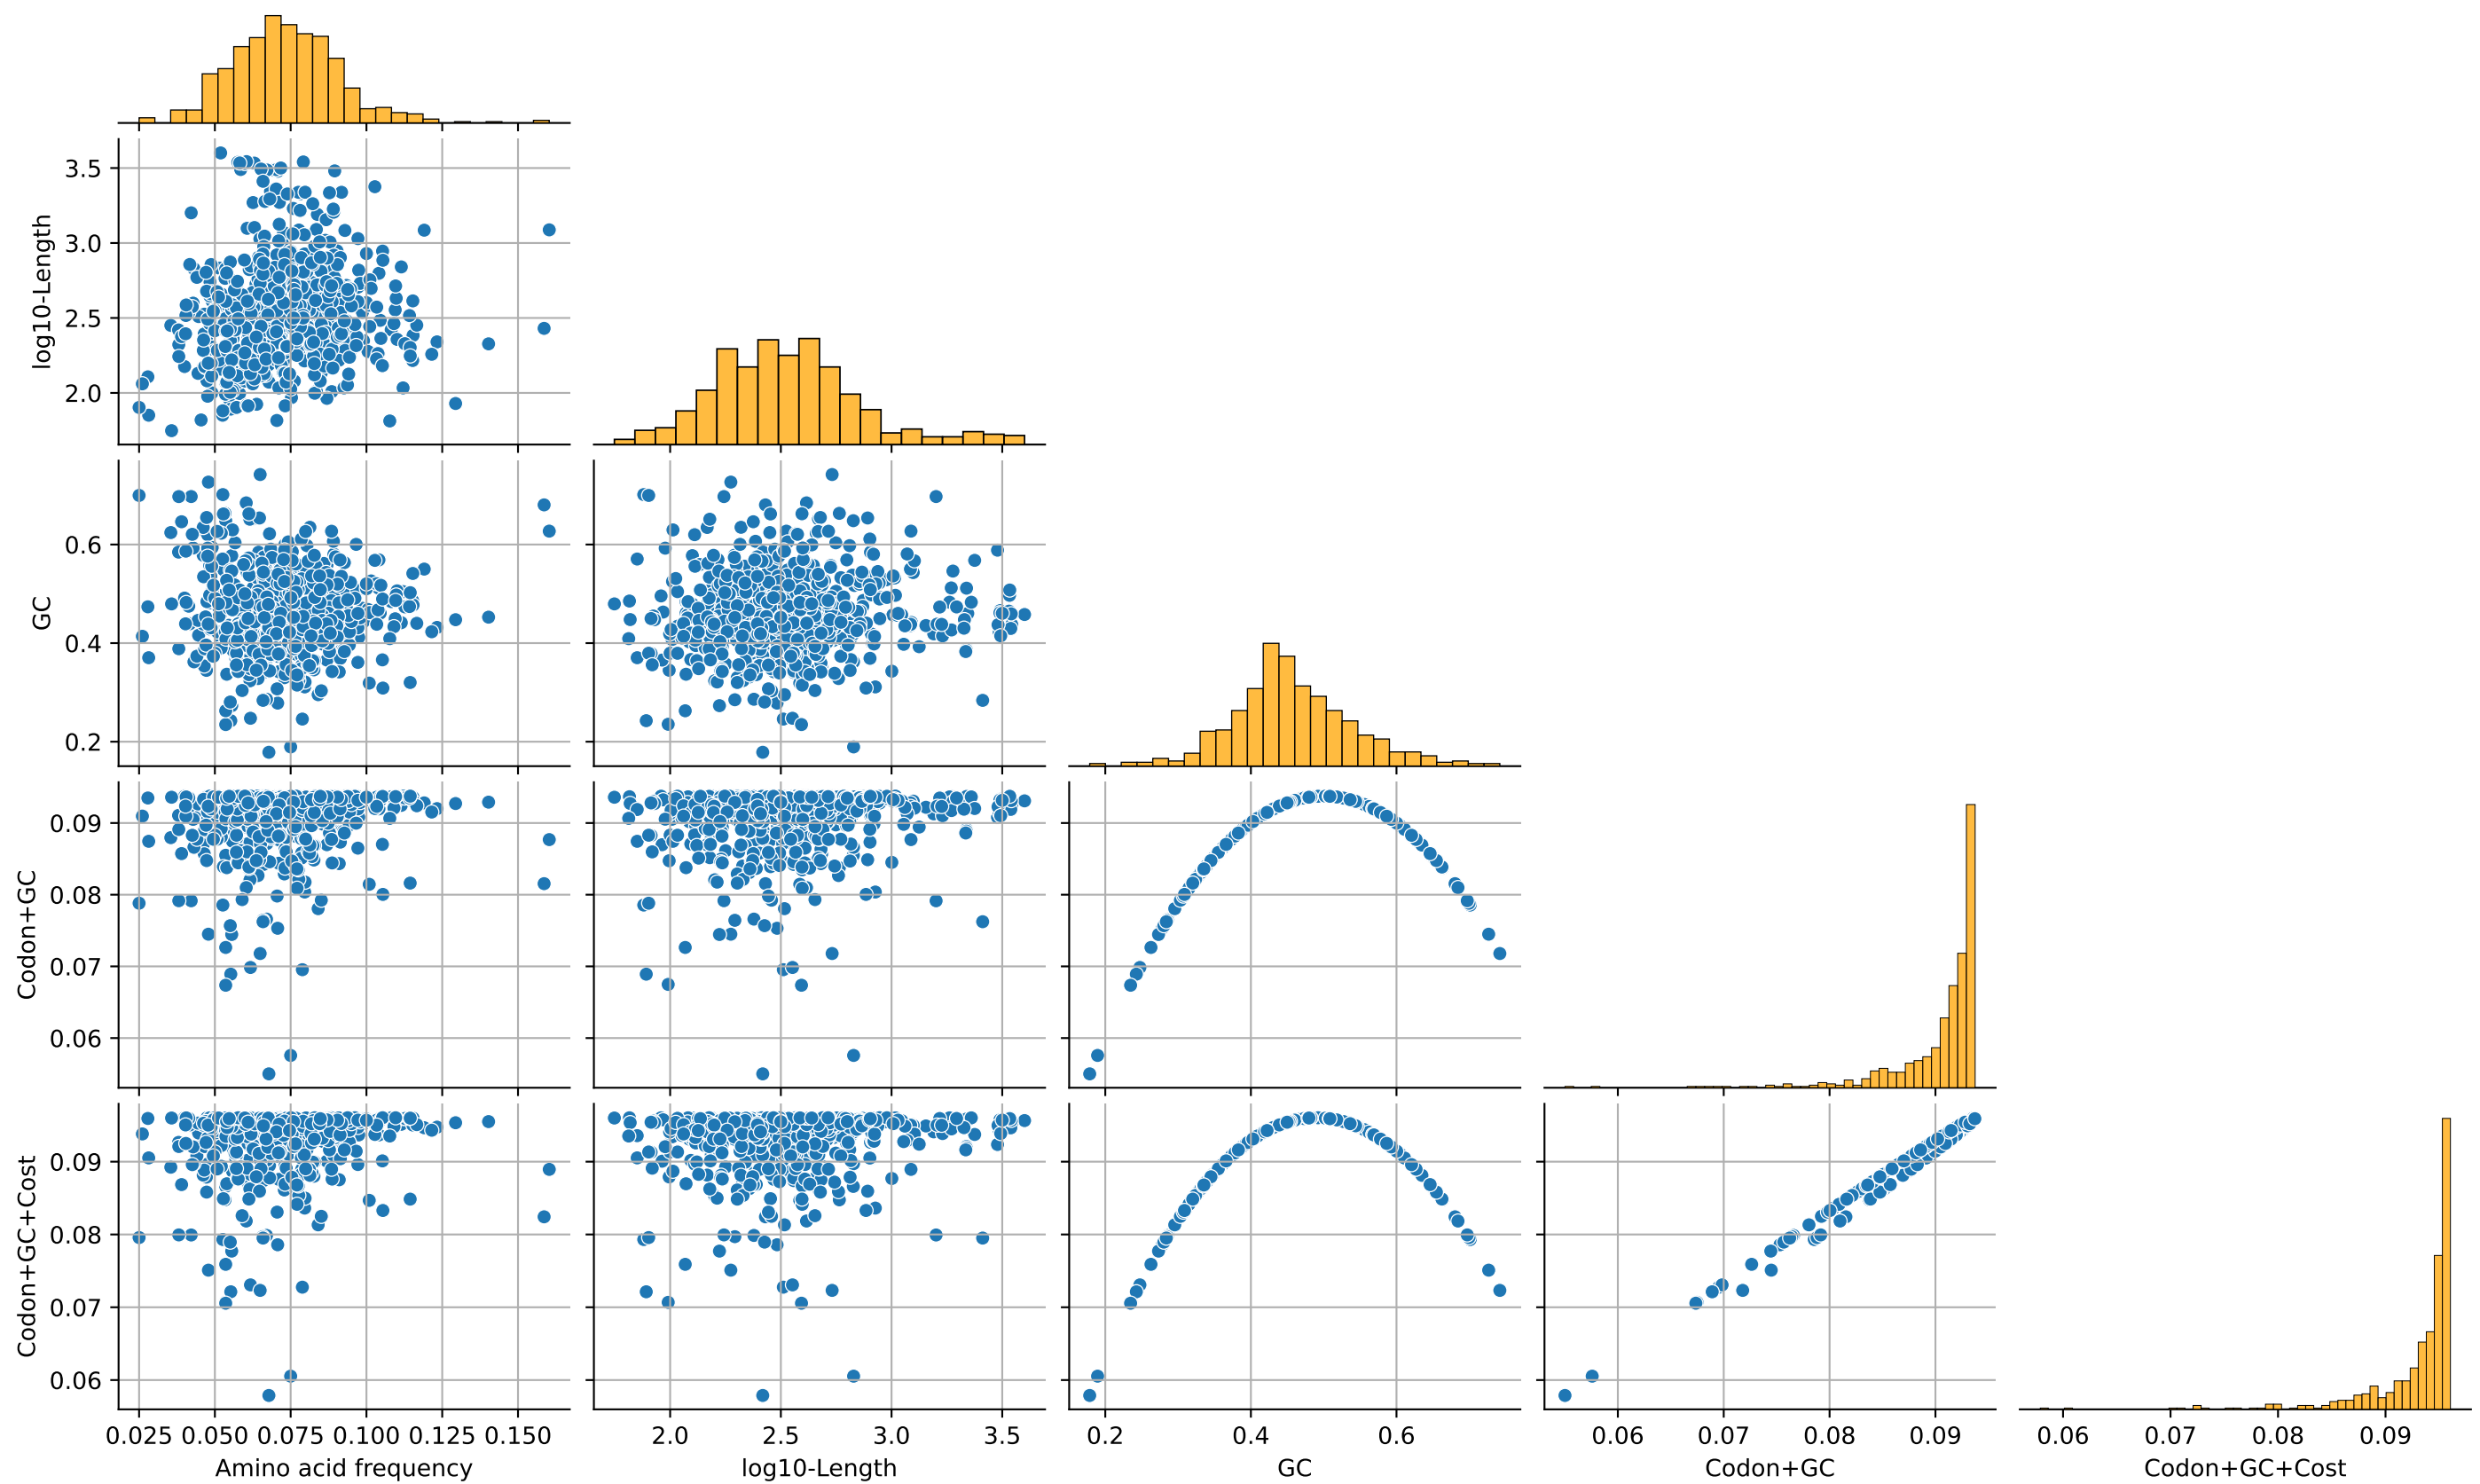 log10-Length
3.5
3.0
2.5
2.0
GC
0.6
0.4
0.2
Codon+GC
0.09
0.08
0.07
0.06
Codon+GC+Cost
0.09
0.08
0.07
0.06
0.025 0.050 0.075 0.100 0.125 0.150
Amino acid frequency
2.0 2.5 3.0 3.5
log10-Length
0.2 0.4 0.6
GC
0.06 0.07 0.08 0.09
Codon+GC
0.06 0.07 0.08 0.09
Codon+GC+Cost